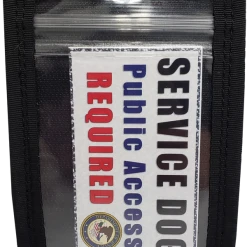 SERVICE DOG
Public Access
REQUIRED